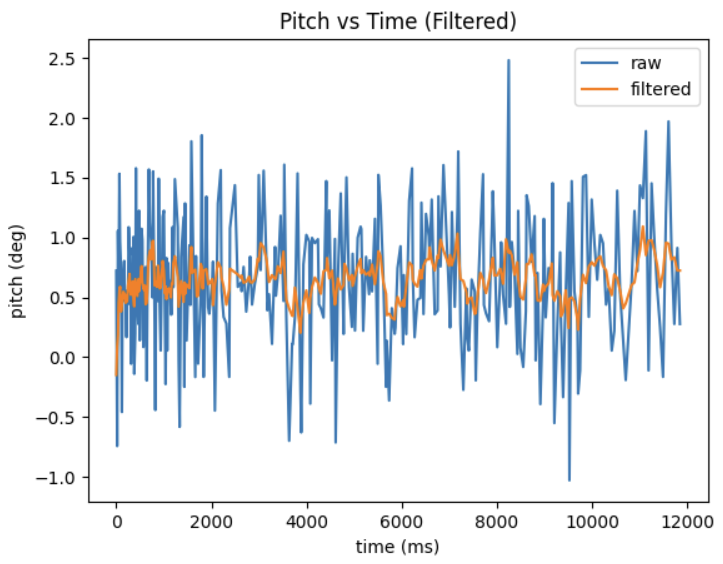 Pitch vs Time (Filtered)
raw
filtered
2.5
2.0
1.5
1.0
0.5
0.0
−0.5
−1.0
pitch (deg)
0 2000 4000 6000 8000 10000 12000
time (ms)